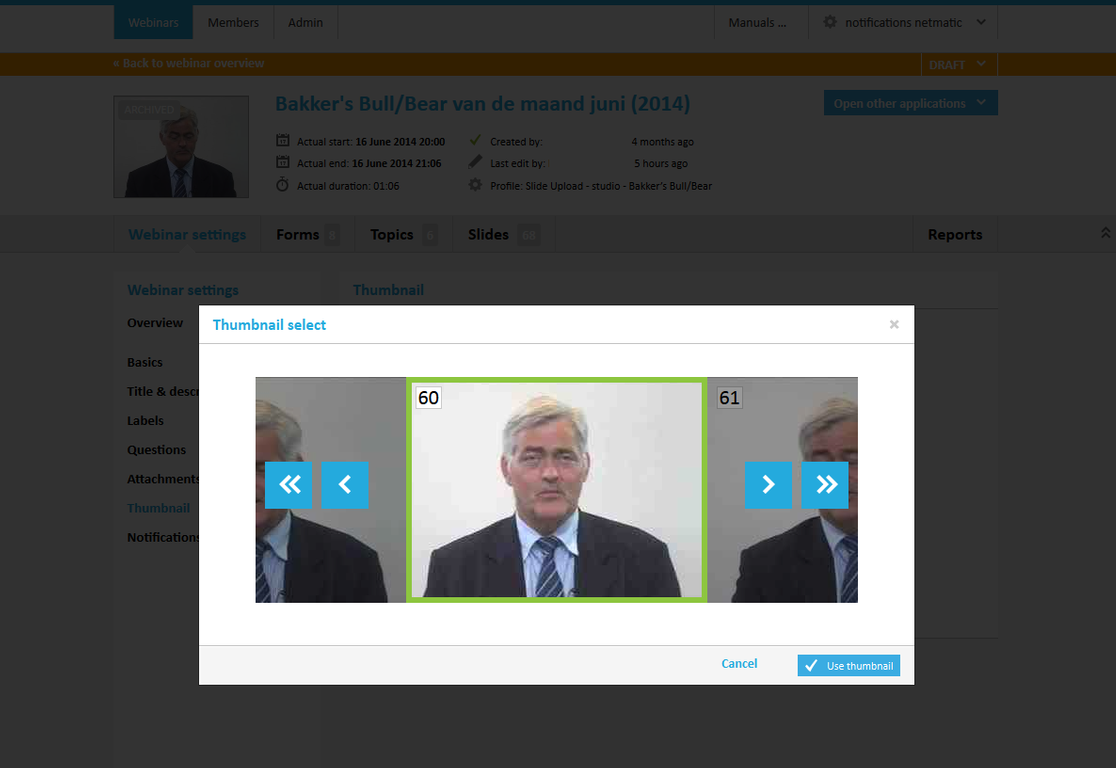 Webinars Members Admin Manuals ... notifications netmatic
« Back to webinar overview DRAFT
ARCHIVED
Bakker's Bull/Bear van de maand juni (2014)
Open other applications
Actual start: 16 June 2014 20:00 Created by: 4 months ago
Actual end: 16 June 2014 21:06 Last edit by: 5 hours ago
Actual duration: 01:06 Profile: Slide Upload - studio - Bakker's Bull/Bear
Webinar settings Forms 8 Topics 6 Slides 68 Reports
Webinar settings
Thumbnail
Overview
Basics
Title & descr
Labels
Questions
Attachments
Thumbnail
Notifications
Thumbnail select
60
61
Cancel
Use thumbnail